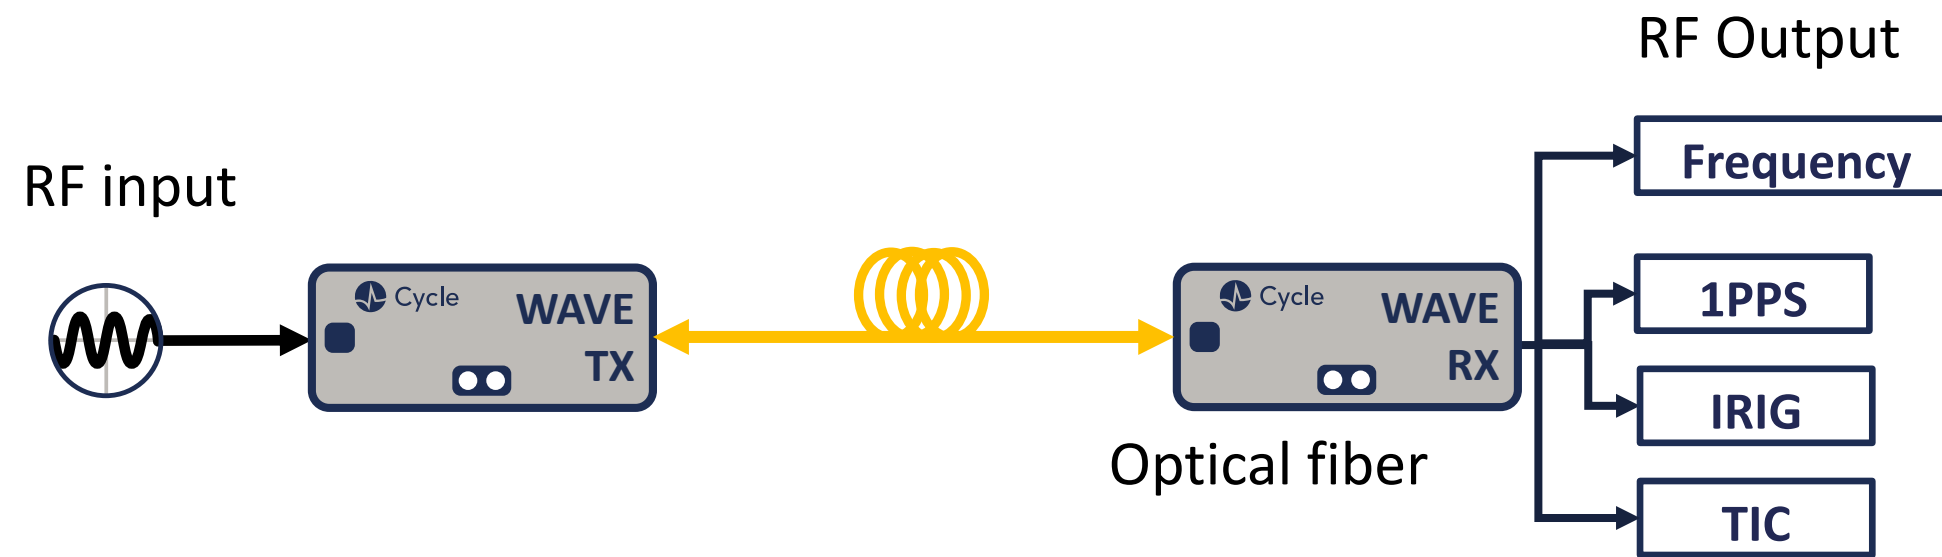 RF Output
Frequency
RF input
1PPS
Cycle
WAVE
TX
Cycle
WAVE
RX
IRIG
Optical fiber
TIC